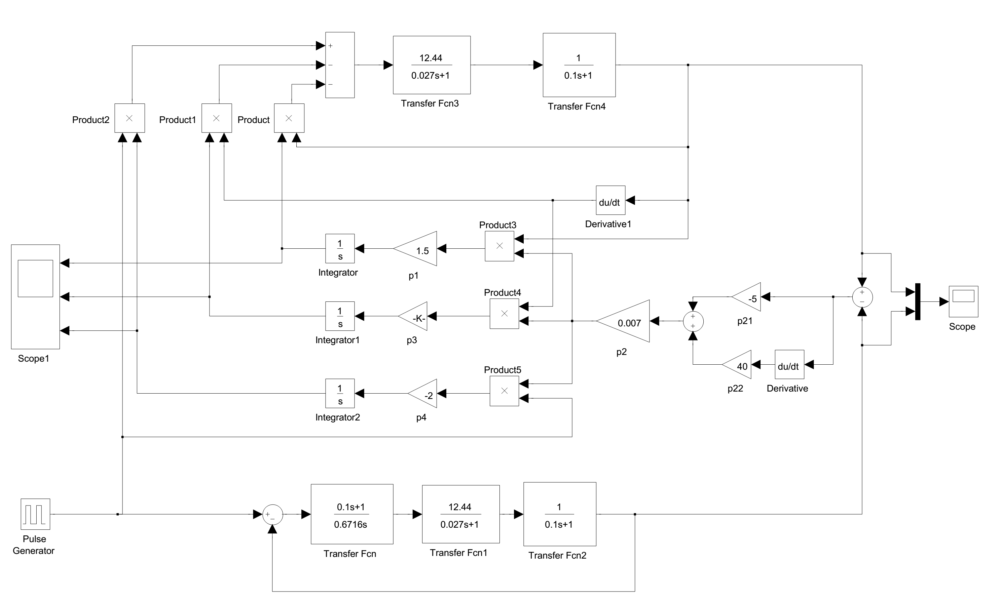 +
−
−
12.44
0.027s+1
Transfer Fcn3
1
0.1s+1
Transfer Fcn4
Product2
×
Product1
×
Product
×
du/dt
Derivative1
Product3
×
1.5
p1
1
s
Integrator
Scope1
Product4
×
-K-
p3
1
s
Integrator1
0.007
p2
+
+
-5
p21
+
−
Scope
40
p22
du/dt
Derivative
Product5
×
-2
p4
1
s
Integrator2
Pulse
Generator
+
−
0.1s+1
0.6716s
Transfer Fcn
12.44
0.027s+1
Transfer Fcn1
1
0.1s+1
Transfer Fcn2